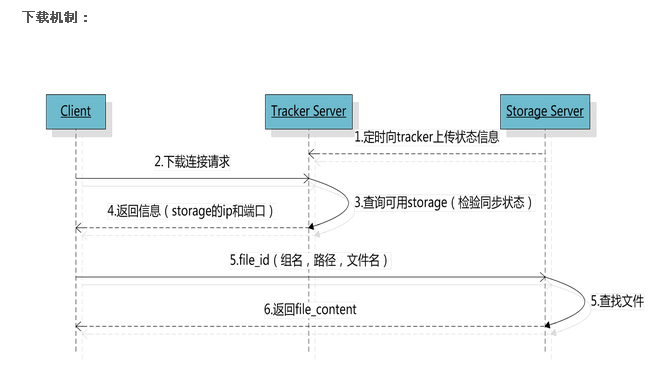 下载机制：
Client
Tracker Server
Storage Server
1.定时向tracker上传状态信息
2.下载连接请求
3.查询可用storage（检验同步状态）
4.返回信息（storage的ip和端口）
5.file_id（组名，路径，文件名）
5.查找文件
6.返回file_content